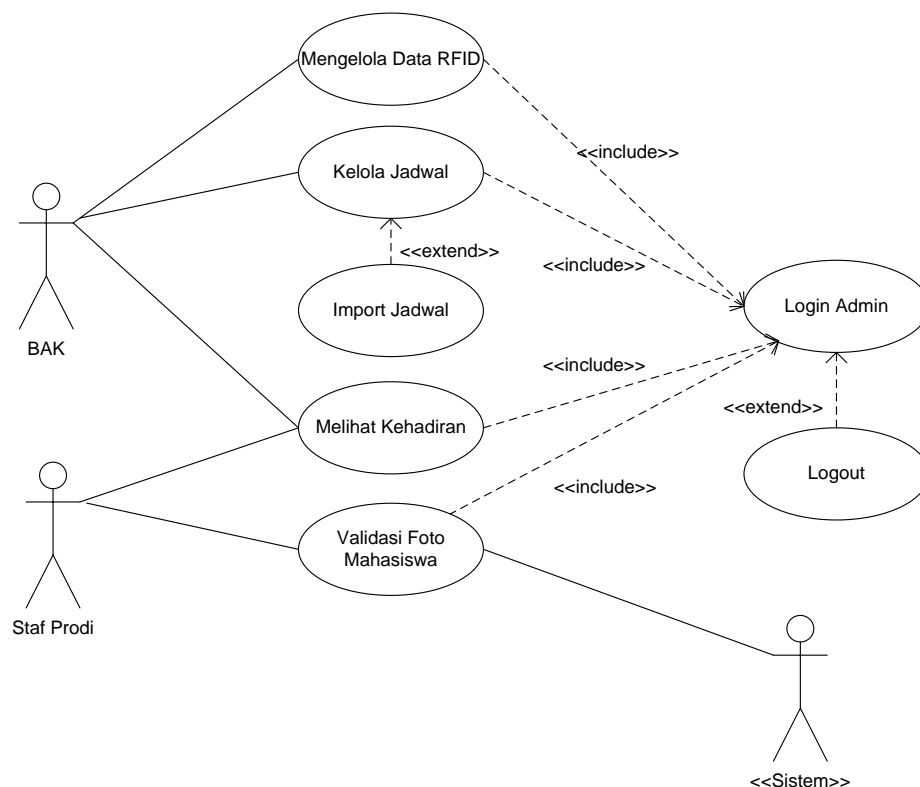 Mengelola Data RFID
<<include>>
Kelola Jadwal
<<extend>>
<<include>>
Import Jadwal
Login Admin
BAK
<<include>>
<<extend>>
Melihat Kehadiran
Logout
<<include>>
Validasi Foto
Mahasiswa
Staf Prodi
<<Sistem>>